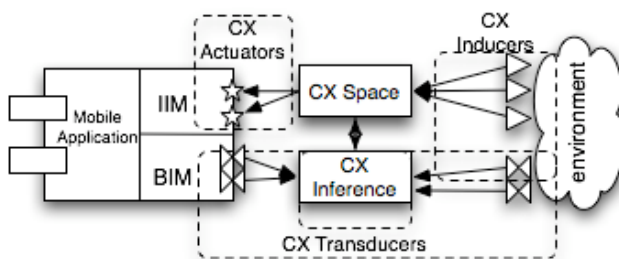 CX
Actuators
CX
Inducers
Mobile
Application
IIM
BIM
CX Space
CX
Inference
environment
CX Transducers